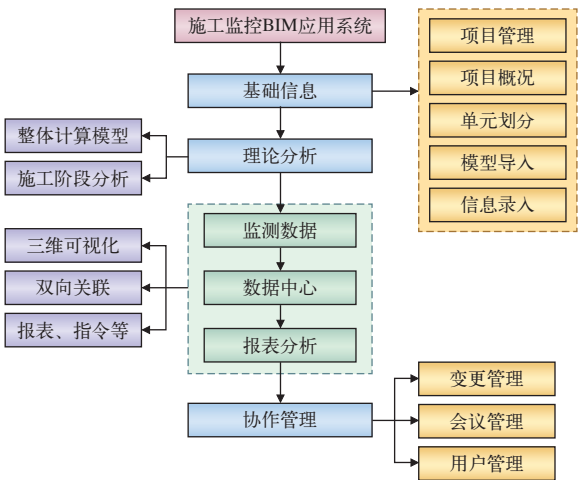 施工监控BIM应用系统
基础信息
项目管理
项目概况
单元划分
模型导入
信息录入
理论分析
整体计算模型
施工阶段分析
监测数据
数据中心
报表分析
三维可视化
双向关联
报表、指令等
协作管理
变更管理
会议管理
用户管理